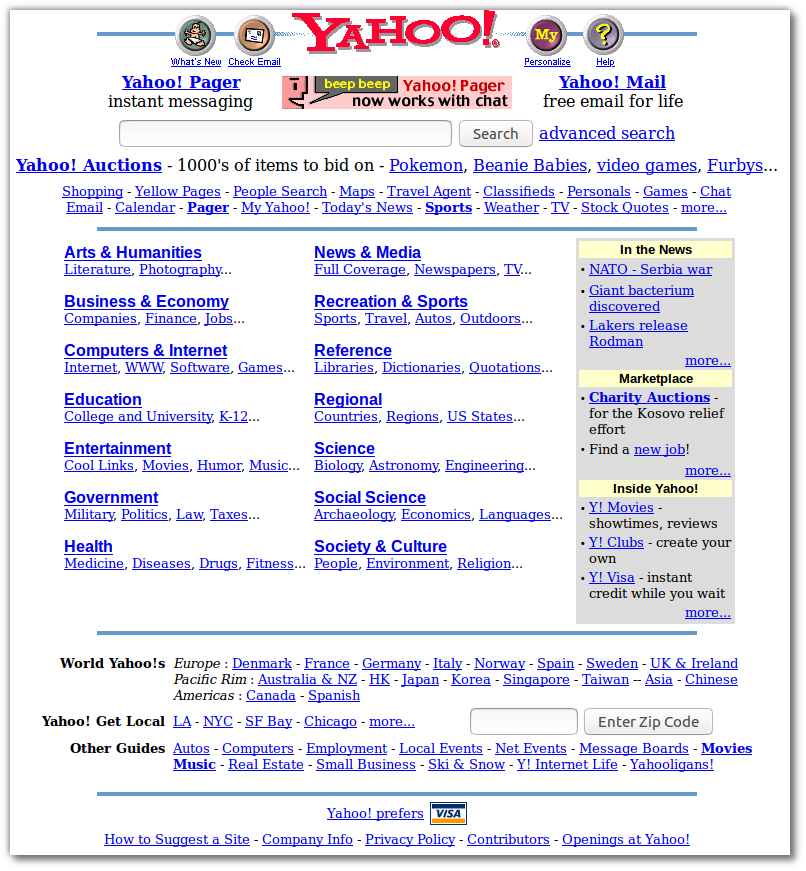 YAHOO!
What's New
Check Email
My
Personalize
?
Help
Yahoo! Pager
instant messaging
beep beep Yahoo! Pager
now works with chat
Yahoo! Mail
free email for life
Search advanced search
Yahoo! Auctions - 1000's of items to bid on - Pokemon, Beanie Babies, video games, Furbys...
Shopping - Yellow Pages - People Search - Maps - Travel Agent - Classifieds - Personals - Games - Chat
Email - Calendar - Pager - My Yahoo! - Today's News - Sports - Weather - TV - Stock Quotes - more...
Arts & Humanities
Literature, Photography...
Business & Economy
Companies, Finance, Jobs...
Computers & Internet
Internet, WWW, Software, Games...
Education
College and University, K-12...
Entertainment
Cool Links, Movies, Humor, Music...
Government
Military, Politics, Law, Taxes...
Health
Medicine, Diseases, Drugs, Fitness...
News & Media
Full Coverage, Newspapers, TV...
Recreation & Sports
Sports, Travel, Autos, Outdoors...
Reference
Libraries, Dictionaries, Quotations...
Regional
Countries, Regions, US States...
Science
Biology, Astronomy, Engineering...
Social Science
Archaeology, Economics, Languages...
Society & Culture
People, Environment, Religion...
In the News
· NATO - Serbia war
· Giant bacterium
discovered
· Lakers release
Rodman
more...
Marketplace
· Charity Auctions -
for the Kosovo relief
effort
· Find a new job!
more...
Inside Yahoo!
· Y! Movies -
showtimes, reviews
· Y! Clubs - create your
own
· Y! Visa - instant
credit while you wait
more...
World Yahoo!s Europe : Denmark - France - Germany - Italy - Norway - Spain - Sweden - UK & Ireland
Pacific Rim : Australia & NZ - HK - Japan - Korea - Singapore - Taiwan -- Asia - Chinese
Americas : Canada - Spanish
Yahoo! Get Local LA - NYC - SF Bay - Chicago - more... Enter Zip Code
Other Guides Autos - Computers - Employment - Local Events - Net Events - Message Boards - Movies
Music - Real Estate - Small Business - Ski & Snow - Y! Internet Life - Yahooligans!
Yahoo! prefers VISA
How to Suggest a Site - Company Info - Privacy Policy - Contributors - Openings at Yahoo!